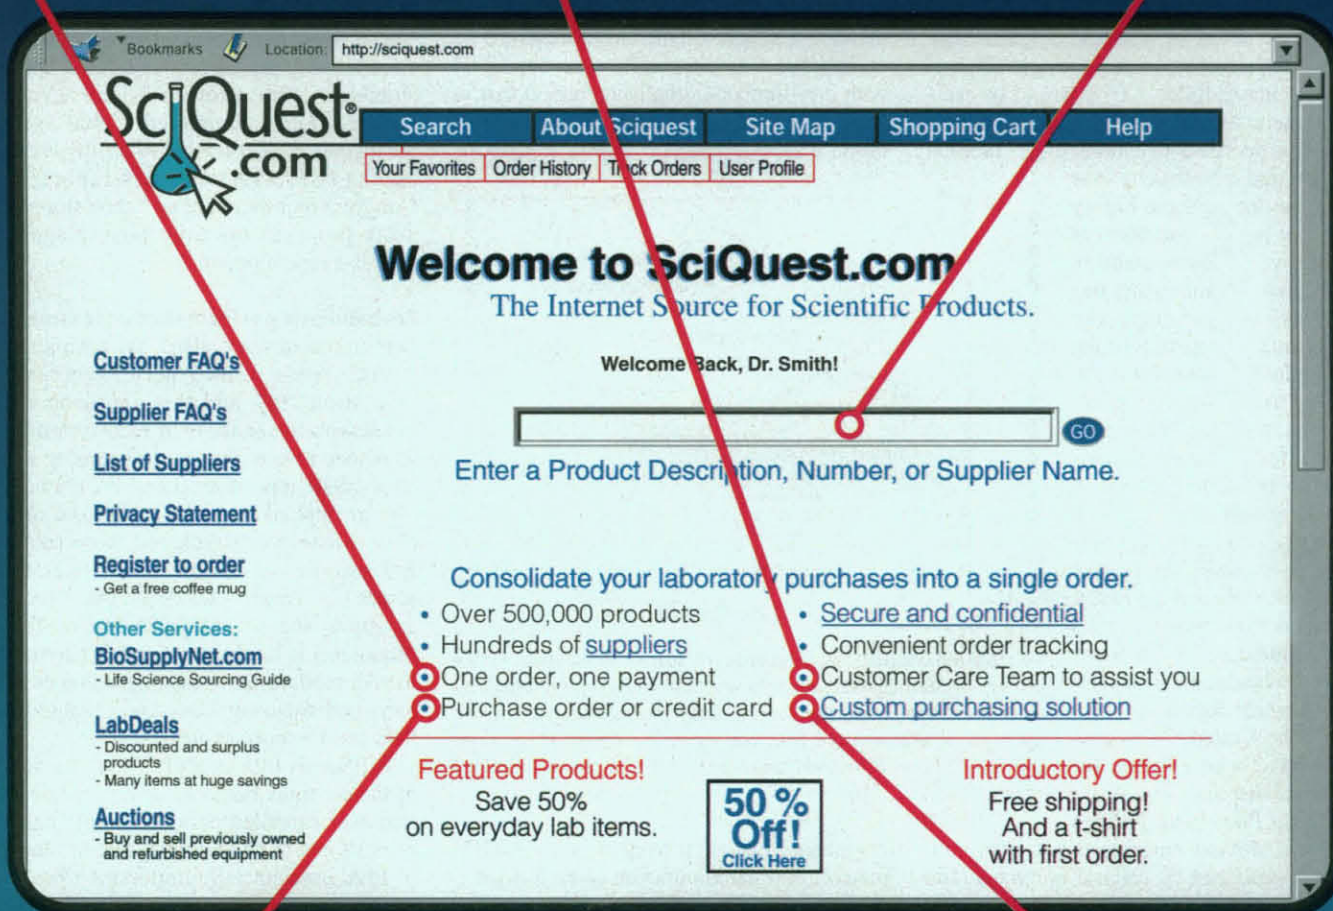 Bookmarks Location: http://sciquest.com
SciQuest®
.com
Search About Sciquest Site Map Shopping Cart Help
Your Favorites Order History Track Orders User Profile
Welcome to SciQuest.com
The Internet Source for Scientific Products.
Welcome Back, Dr. Smith!
GO
Enter a Product Description, Number, or Supplier Name.
Customer FAQ's
Supplier FAQ's
List of Suppliers
Privacy Statement
Register to order
- Get a free coffee mug
Other Services:
BioSupplyNet.com
- Life Science Sourcing Guide
LabDeals
- Discounted and surplus
products
- Many items at huge savings
Auctions
- Buy and sell previously owned
and refurbished equipment
Consolidate your laboratory purchases into a single order.
• Over 500,000 products
• Hundreds of suppliers
• One order, one payment
• Purchase order or credit card
• Secure and confidential
• Convenient order tracking
• Customer Care Team to assist you
• Custom purchasing solution
Featured Products!
Save 50%
on everyday lab items.
50 %
Off!
Click Here
Introductory Offer!
Free shipping!
And a t-shirt
with first order.